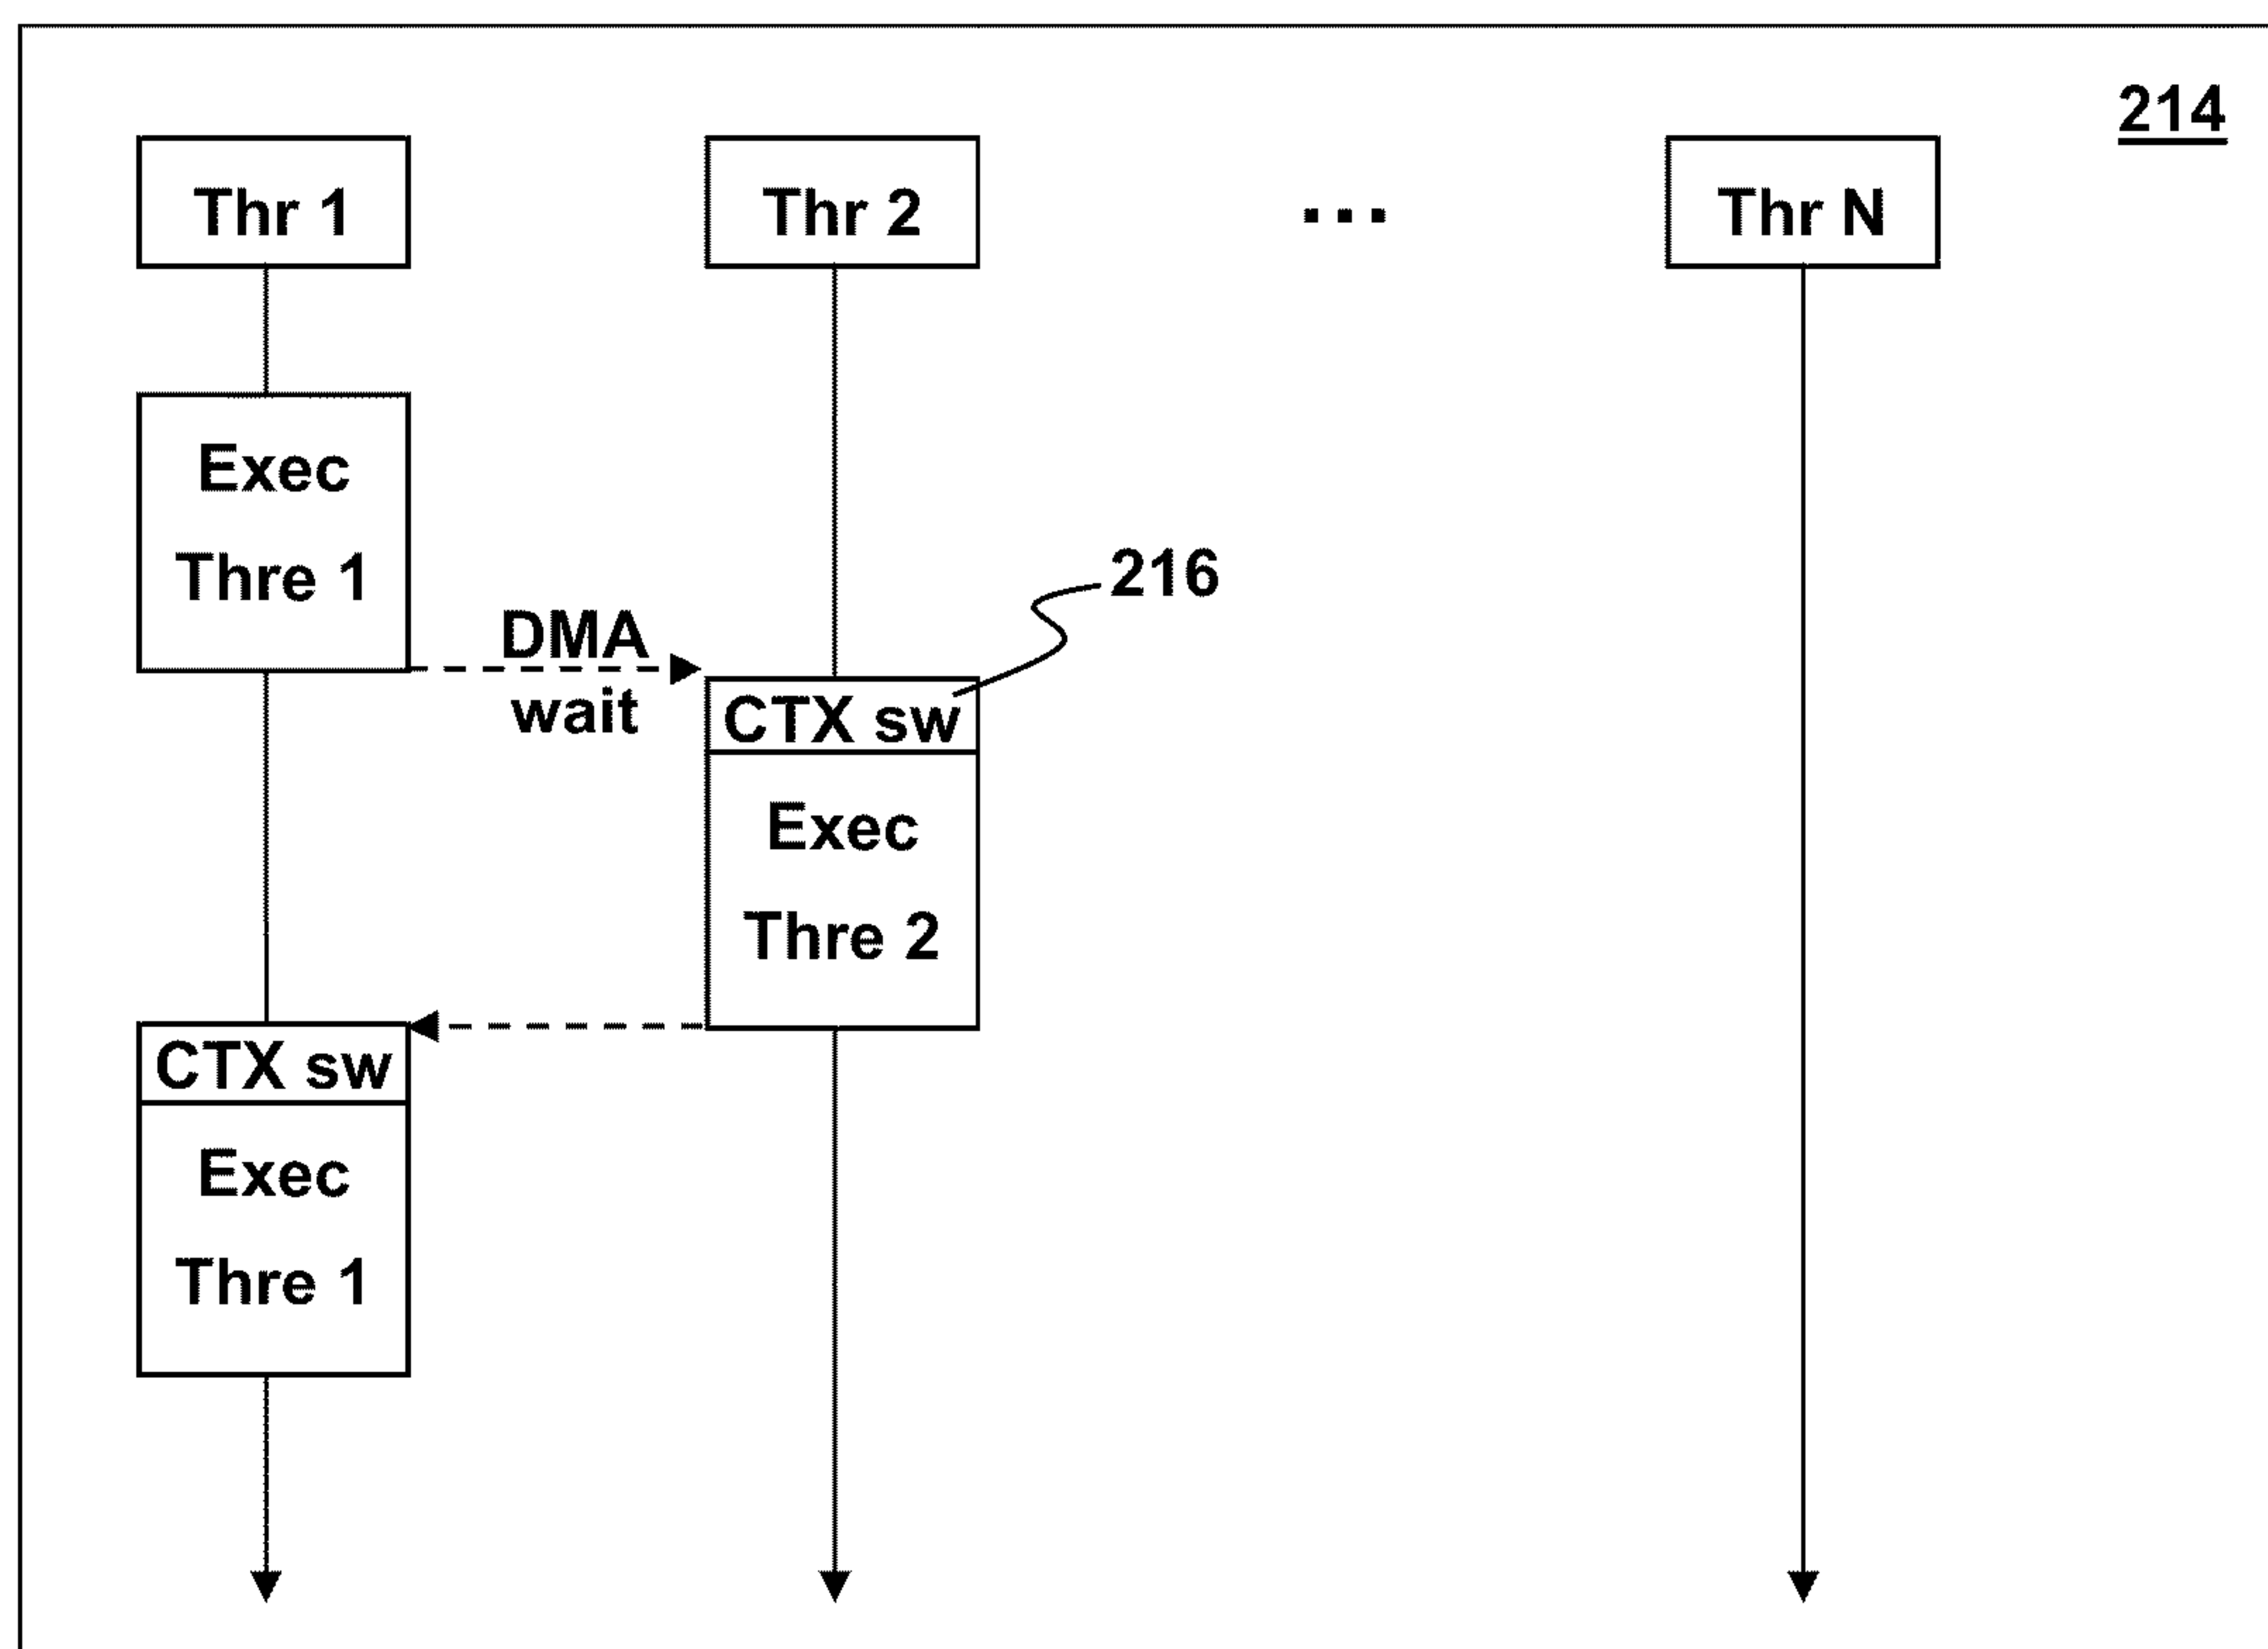 214
Thr 1
Thr 2
...
Thr N
Exec
Thre 1
216
DMA
wait
CTX sw
Exec
Thre 2
CTX sw
Exec
Thre 1